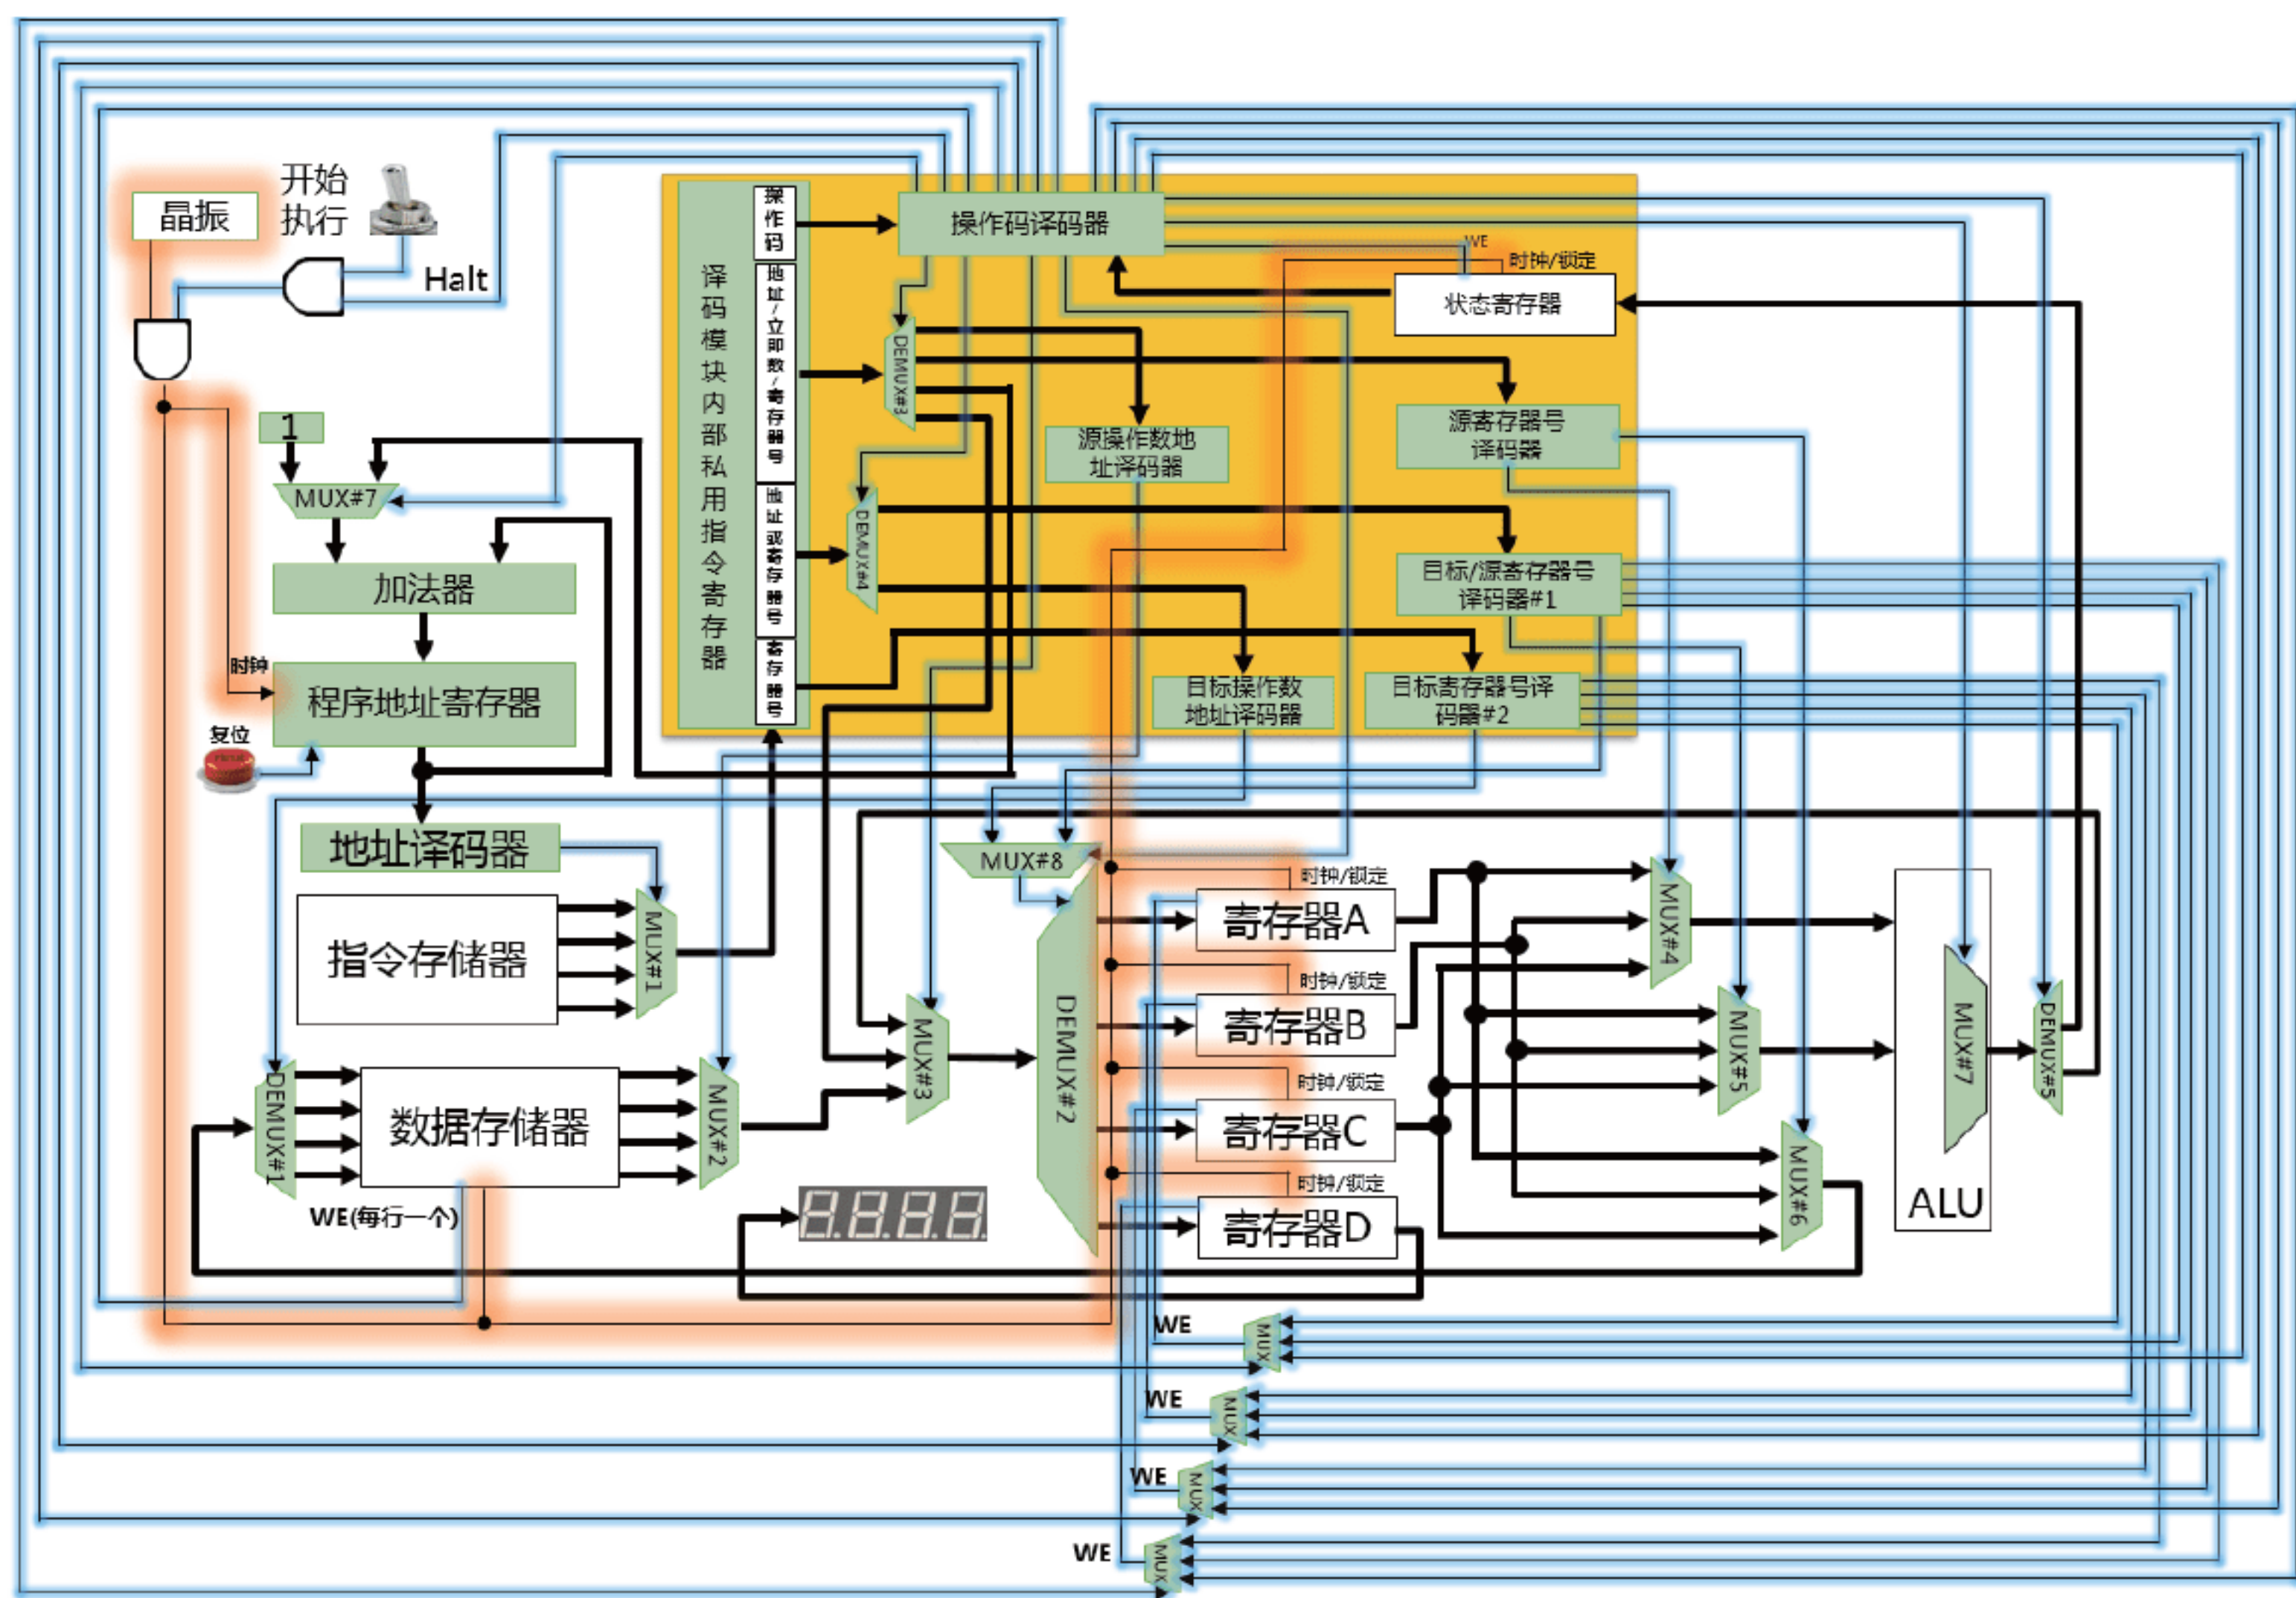 晶振
开始
执行
Halt
1
MUX#7
加法器
时钟
程序地址寄存器
复位
地址译码器
指令存储器
MUX#1
DEMUX#1
数据存储器
MUX#2
WE(每行一个)
8.8.8.8.
译码模块内部私用指令寄存器
操作码
地址/立即数/寄存器号
地址或寄存器号
寄存器号
操作码译码器
WE
时钟/锁定
状态寄存器
DEMUX#3
源操作数地
址译码器
源寄存器号
译码器
DEMUX#4
目标/源寄存器号
译码器#1
目标操作数
地址译码器
目标寄存器号译
码器#2
MUX#8
MUX#3
DEMUX#2
时钟/锁定
寄存器A
时钟/锁定
寄存器B
时钟/锁定
寄存器C
时钟/锁定
寄存器D
MUX#4
MUX#5
MUX#6
MUX#7
ALU
DEMUX#5
WE
MUX
WE
MUX
WE
MUX
WE
MUX